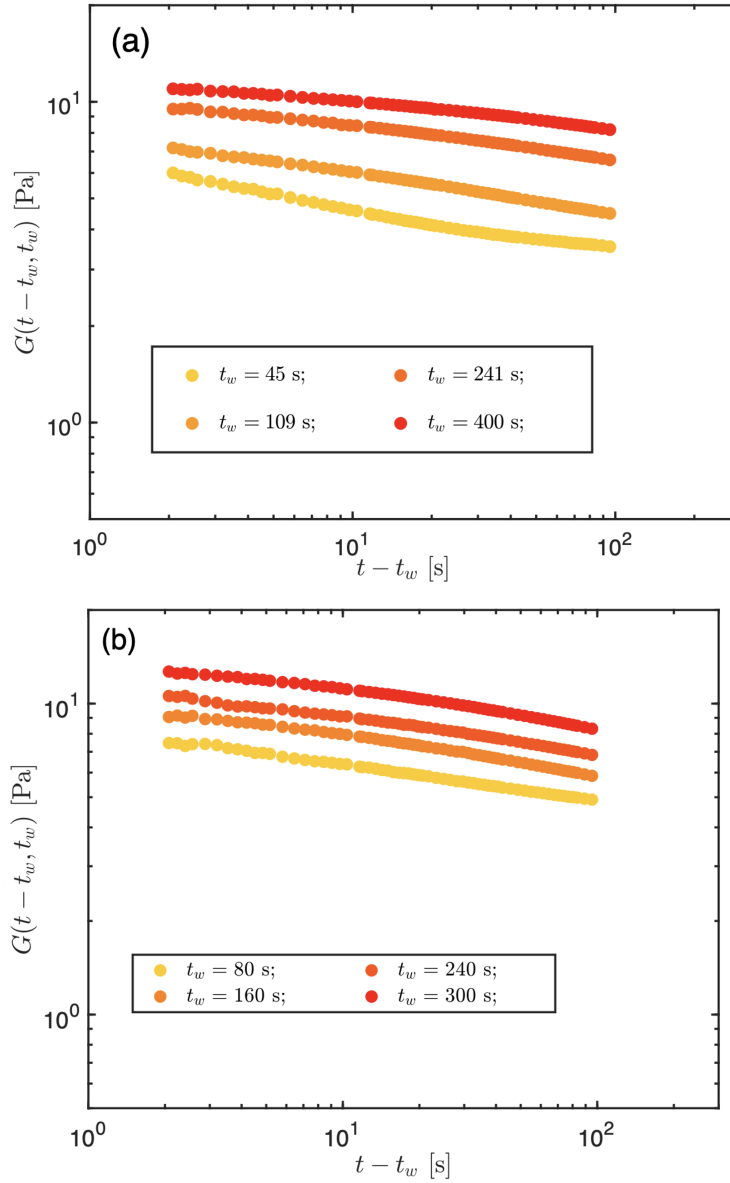 (a)
10^1
10^0
G(t − t_w, t_w) [Pa]
t_w = 45 s; t_w = 241 s;
t_w = 109 s; t_w = 400 s;
10^0 10^1 10^2
t − t_w [s]
(b)
10^1
10^0
G(t − t_w, t_w) [Pa]
t_w = 80 s; t_w = 240 s;
t_w = 160 s; t_w = 300 s;
10^0 10^1 10^2
t − t_w [s]